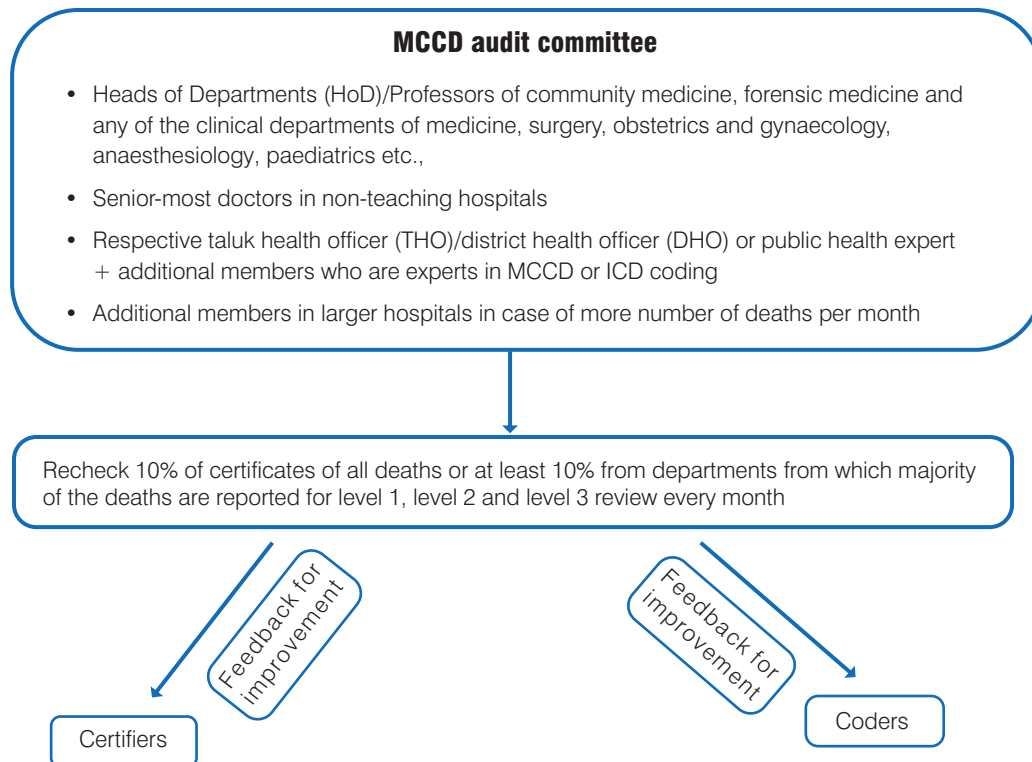 MCCD audit committee
• Heads of Departments (HoD)/Professors of community medicine, forensic medicine and
any of the clinical departments of medicine, surgery, obstetrics and gynaecology,
anaesthesiology, paediatrics etc.,
• Senior-most doctors in non-teaching hospitals
• Respective taluk health officer (THO)/district health officer (DHO) or public health expert
+ additional members who are experts in MCCD or ICD coding
• Additional members in larger hospitals in case of more number of deaths per month
Recheck 10% of certificates of all deaths or at least 10% from departments from which majority
of the deaths are reported for level 1, level 2 and level 3 review every month
Feedback for
improvement
Feedback for
improvement
Certifiers
Coders